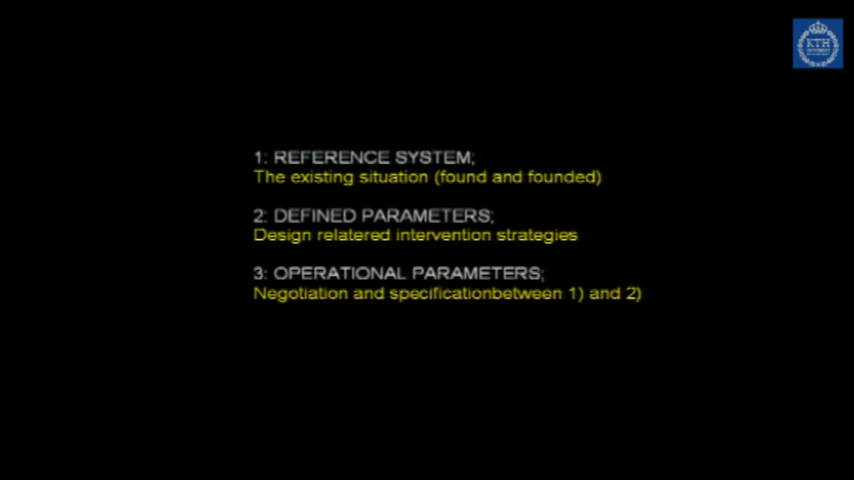 KTH
1: REFERENCE SYSTEM;
The existing situation (found and founded)
2: DEFINED PARAMETERS;
Design relatered intervention strategies
3: OPERATIONAL PARAMETERS;
Negotiation and specificationbetween 1) and 2)